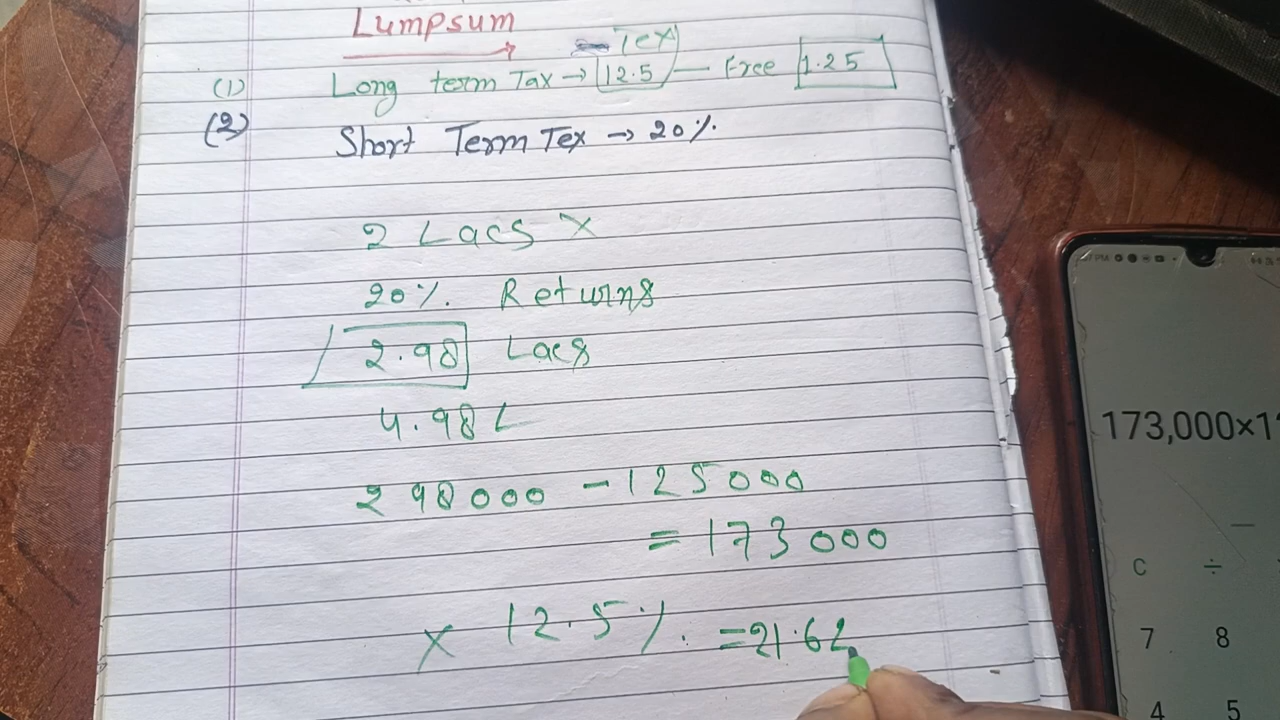 Lumpsum
Tex
(1) Long term Tax → 12.5 — Free 1.25
(2) Short Term Tex → 20%.
2 Lacs X
20%. Returns
2.98 Lacs
4.98 L
298000 - 125000
= 173000
X 12.5%. = 21.62
173,000×1
C ÷
7 8
4 5